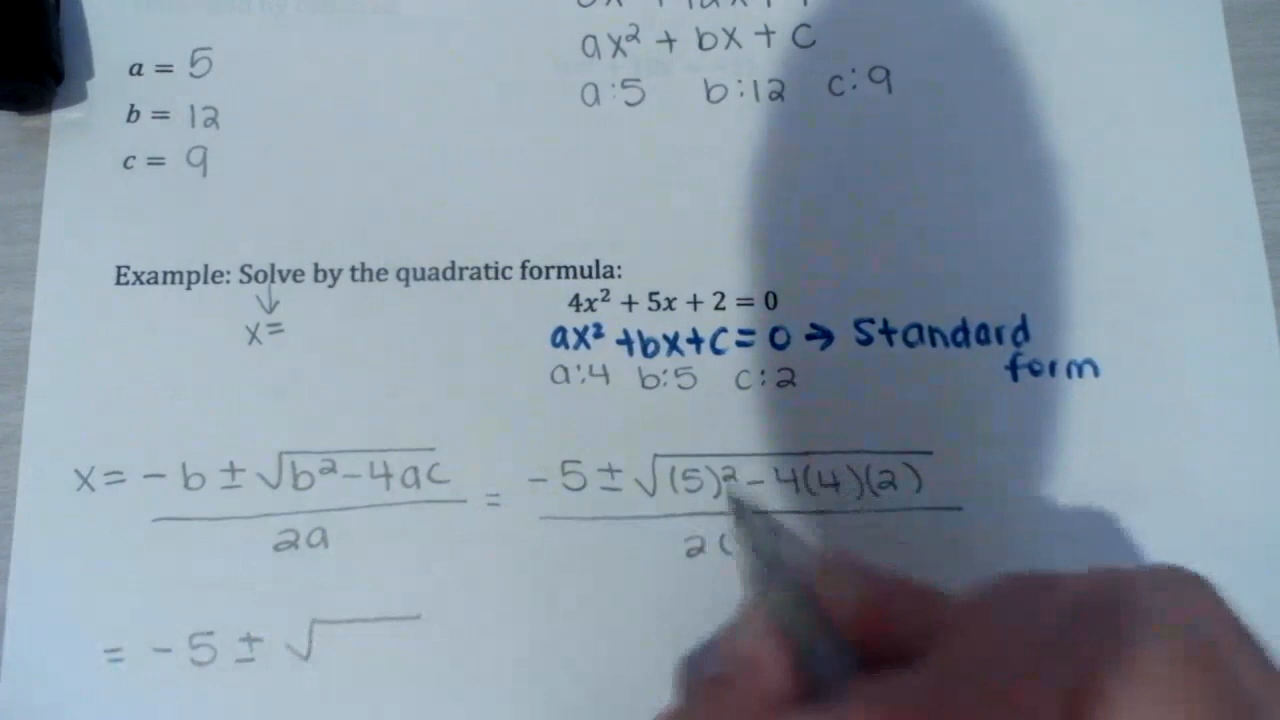 a = 5
b = 12
c = 9
ax² + bx + c
a:5 b:12 c:9
Example: Solve by the quadratic formula:
x=
4x² + 5x + 2 = 0
ax² +bx+c=0 → Standard
form
a:4 b:5 c:2
x= -b ± √b²-4ac / 2a = -5 ± √(5)²-4(4)(2) / 2(
= -5 ± √